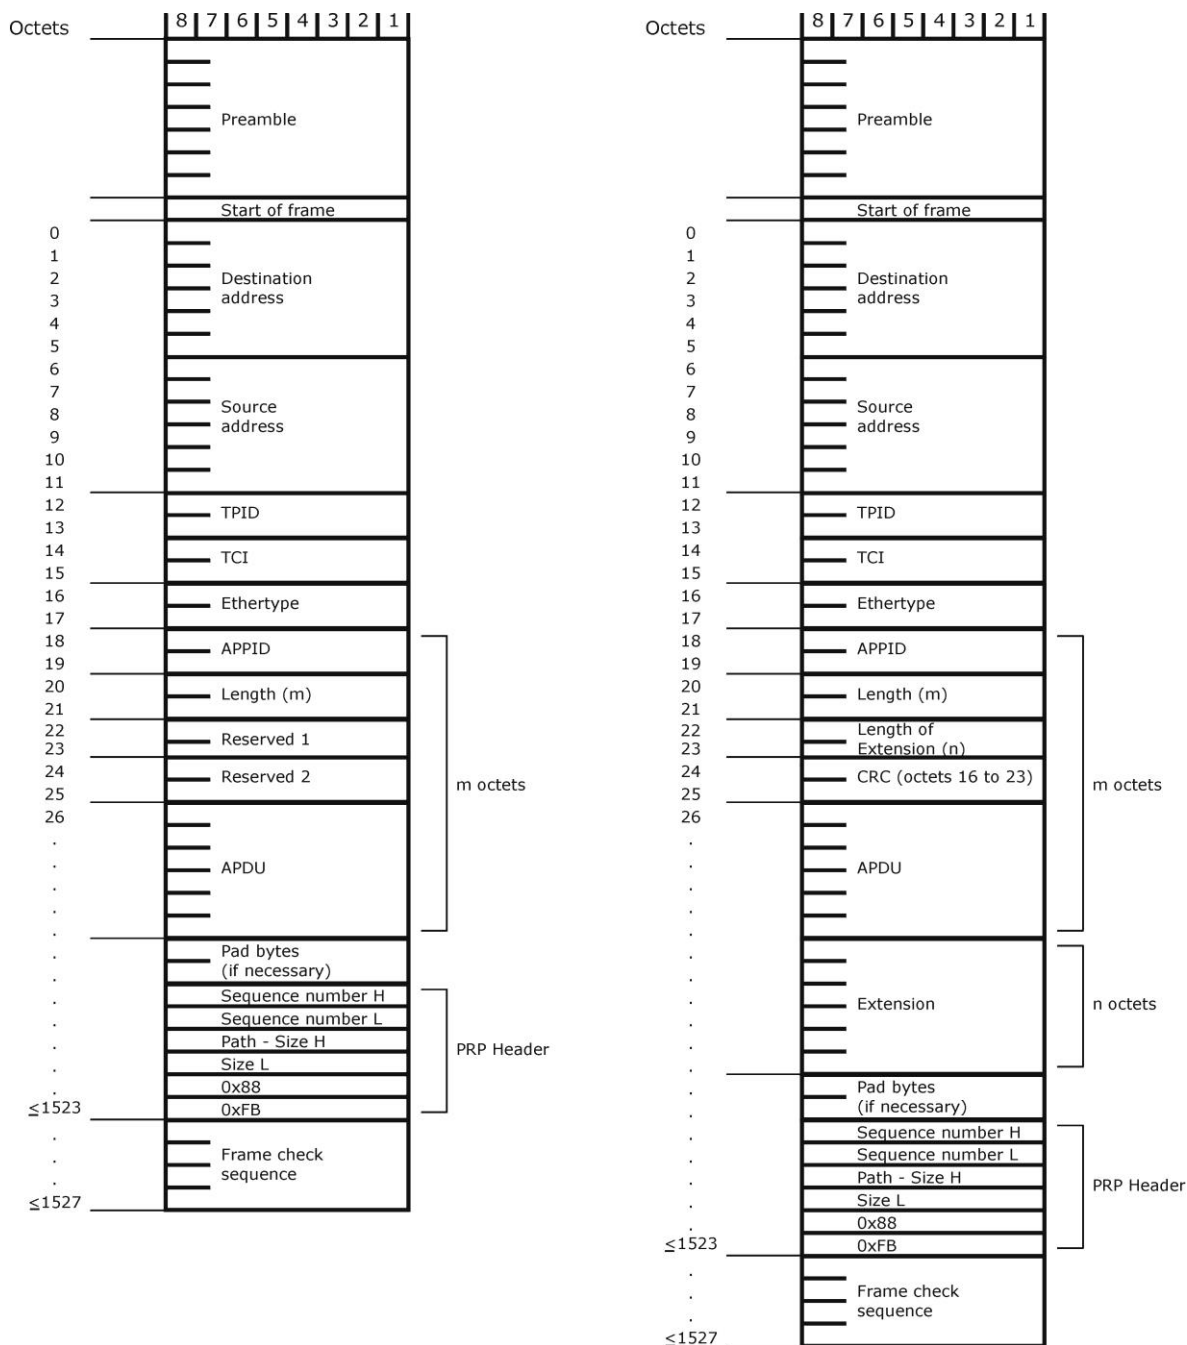 Octets
8 7 6 5 4 3 2 1
Preamble
Start of frame
0
1
2
Destination
address
3
4
5
6
7
Source
address
8
9
10
11
12
TPID
13
14
TCI
15
16
Ethertype
17
18
APPID
19
20
Length (m)
21
22
Reserved 1
23
24
Reserved 2
25
26
m octets
.
APDU
.
.
.
.
.
Pad bytes
(if necessary)
.
Sequence number H
.
Sequence number L
.
Path - Size H
PRP Header
.
Size L
.
0x88
.
0xFB
≤1523
.
Frame check
sequence
.
.
≤1527
Octets
8 7 6 5 4 3 2 1
Preamble
Start of frame
0
1
2
Destination
address
3
4
5
6
7
Source
address
8
9
10
11
12
TPID
13
14
TCI
15
16
Ethertype
17
18
APPID
19
20
Length (m)
21
22
Length of
Extension (n)
23
24
CRC (octets 16 to 23)
25
26
m octets
.
APDU
.
.
.
.
.
.
.
Extension
n octets
.
.
.
.
Pad bytes
(if necessary)
.
Sequence number H
.
Sequence number L
.
Path - Size H
PRP Header
.
Size L
.
0x88
0xFB
≤1523
.
Frame check
sequence
.
.
≤1527